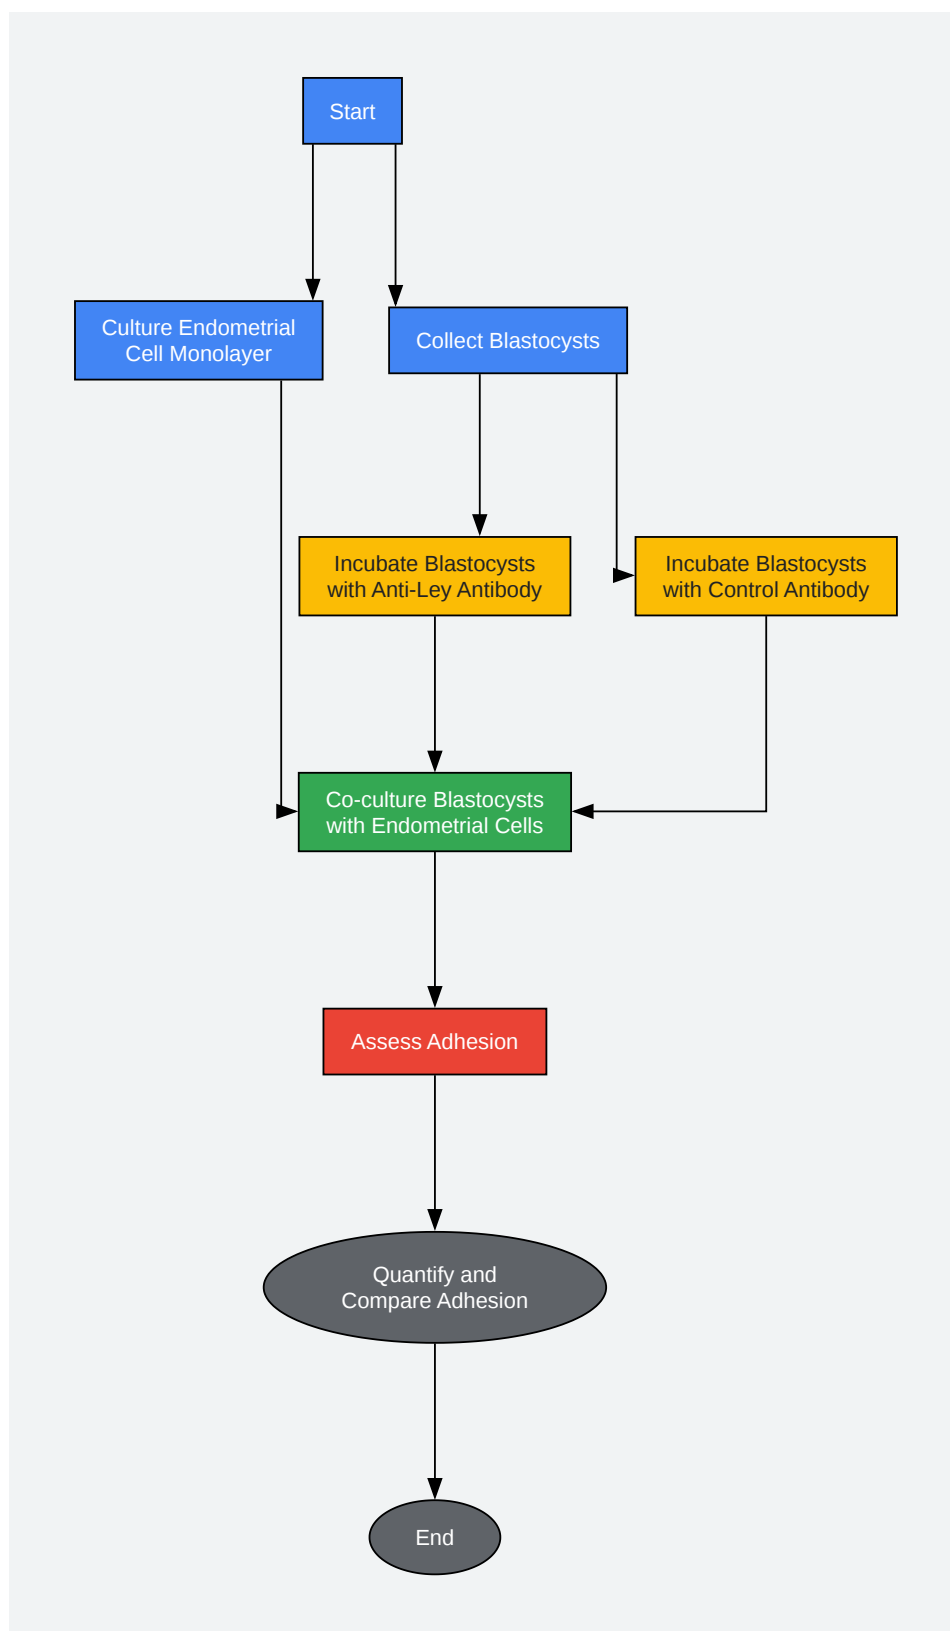 Start
Culture Endometrial
Cell Monolayer
Collect Blastocysts
Incubate Blastocysts
with Anti-Ley Antibody
Incubate Blastocysts
with Control Antibody
Co-culture Blastocysts
with Endometrial Cells
Assess Adhesion
Quantify and
Compare Adhesion
End